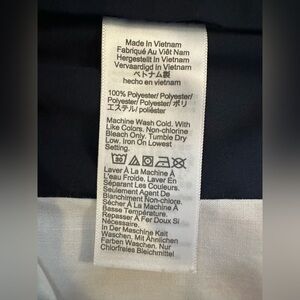 Made In Vietnam
Fabriqué Au Viêt Nam
Hergestellt In Vietnam
Vervaardigd In Vietnam
ベトナム製
hecho en vietnam
100% Polyester/ Polyester/
Polyester/ Polyester/ ポリ
エステル/ poliéster
Machine Wash Cold. With
Like Colors. Non-chlorine
Bleach Only. Tumble Dry
Low. Iron On Lowest
Setting.
Laver À La Machine À
L'eau Froide. Laver En
Séparant Les Couleurs.
Seulement Agent De
Blanchiment Non-chlore.
Sécher À La Machine À
Basse Température.
Repasser À Fer Doux Si
Nécessaire.
In Der Maschine Kalt
Waschen, Mit Ähnlichen
Farben Waschen. Nur
Chlorfreies Bleichmittel